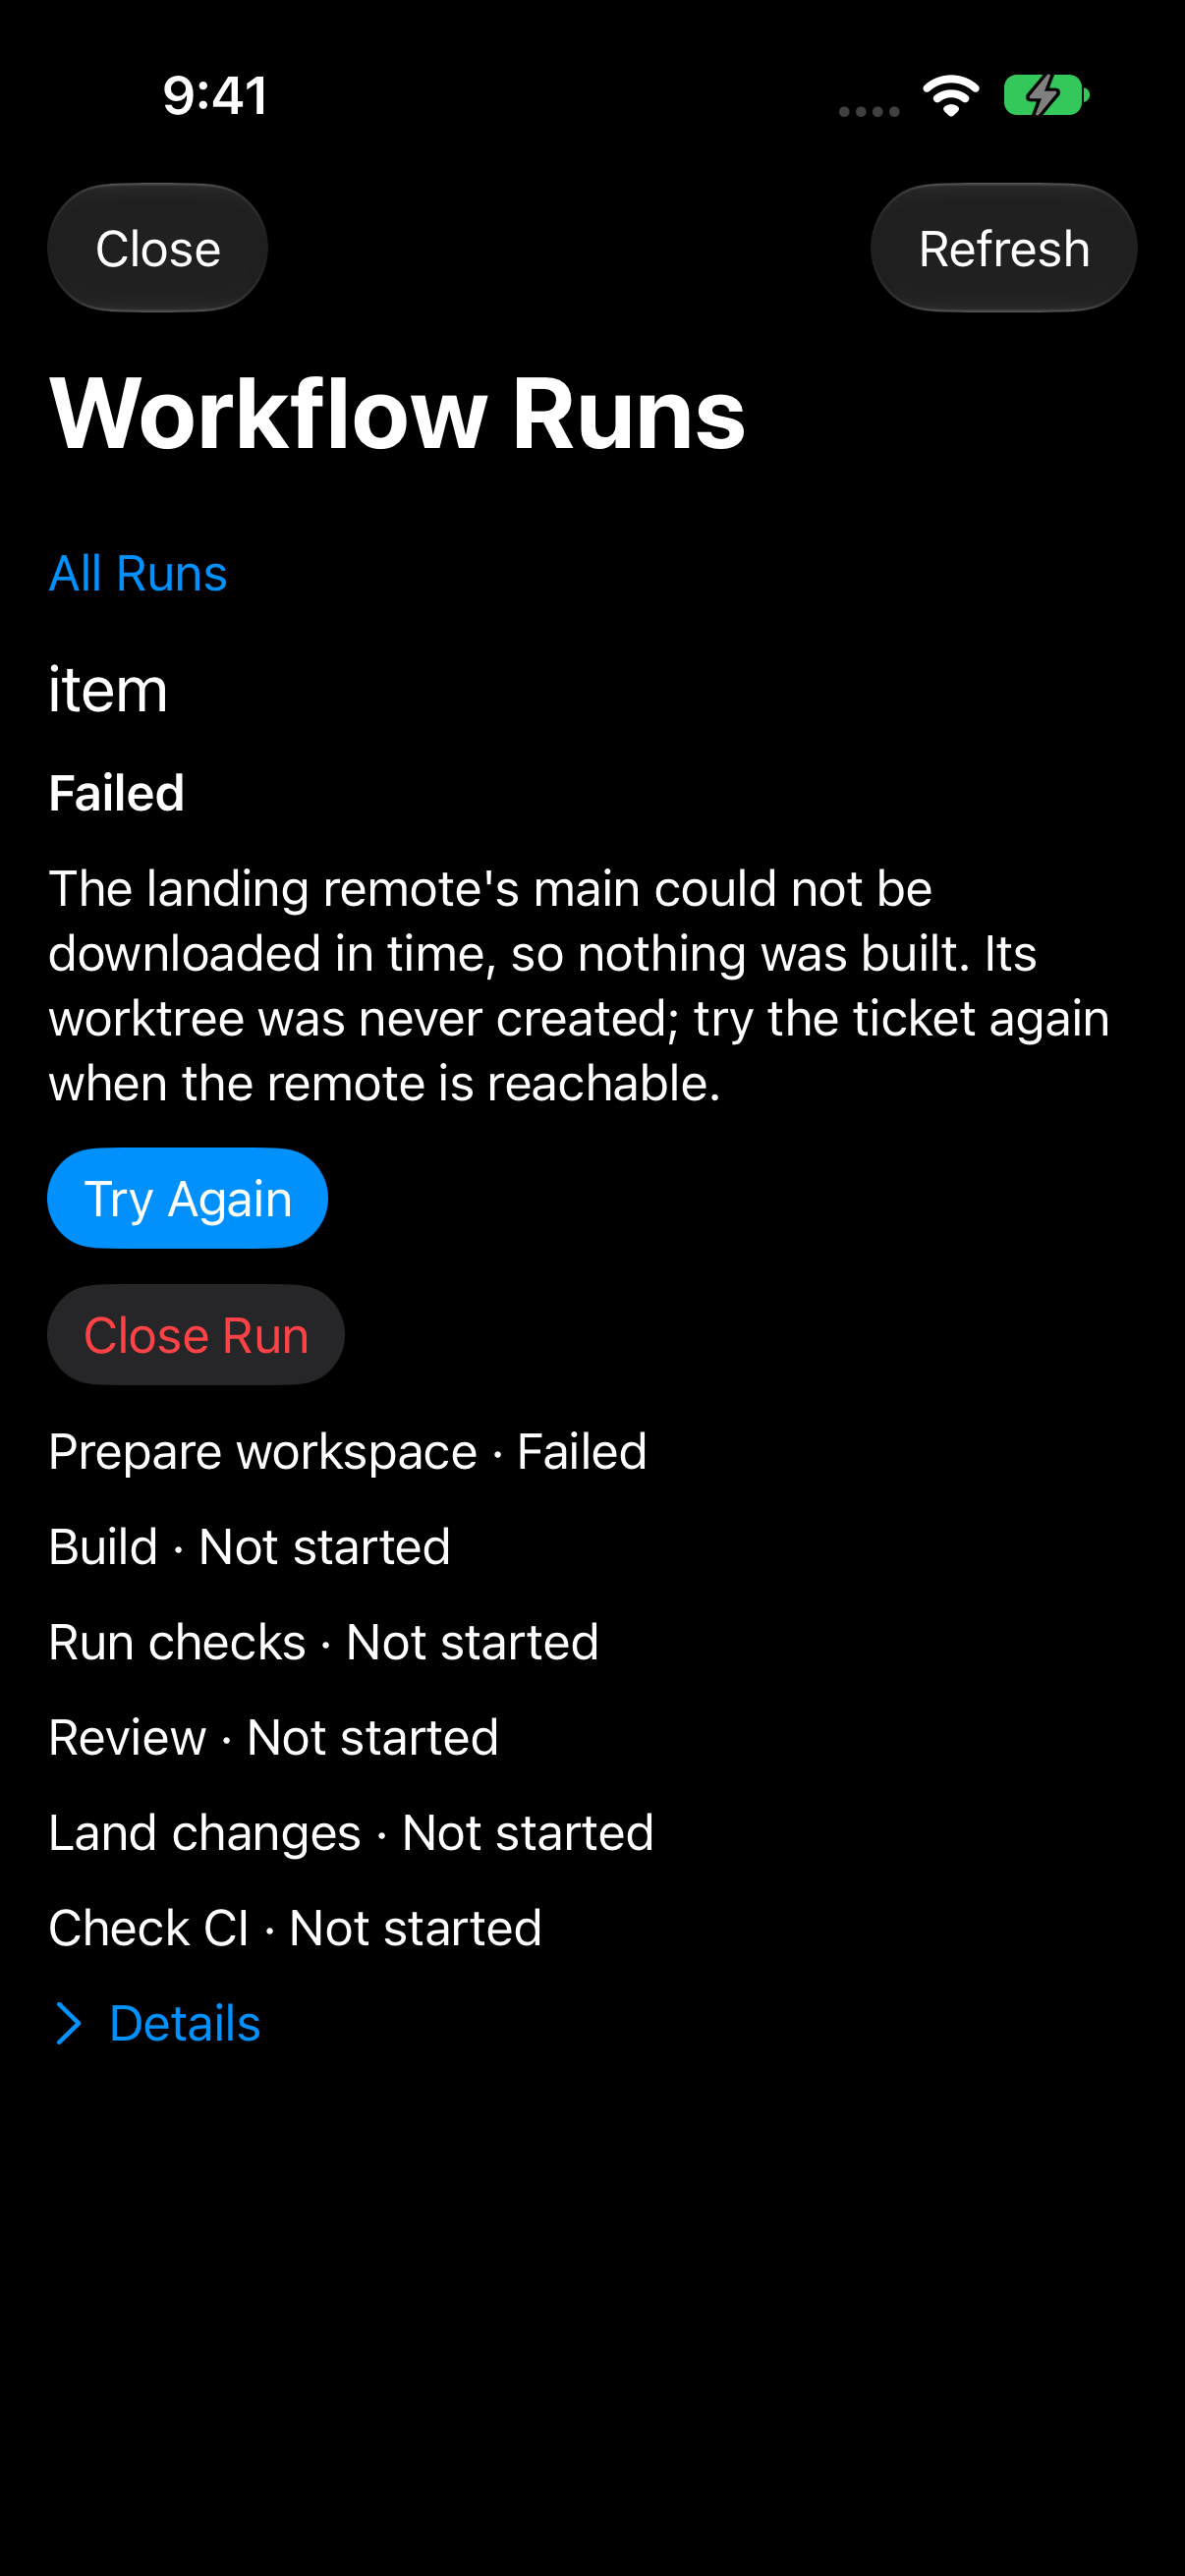 9:41
Close
Refresh
Workflow Runs
All Runs
item
Failed
The landing remote's main could not be
downloaded in time, so nothing was built. Its
worktree was never created; try the ticket again
when the remote is reachable.
Try Again
Close Run
Prepare workspace · Failed
Build · Not started
Run checks · Not started
Review · Not started
Land changes · Not started
Check CI · Not started
Details